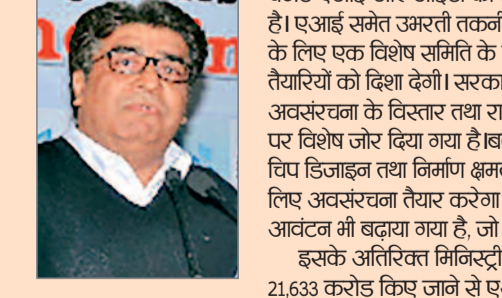 है। एआई समेत उभरती तकनी
के लिए एक विशेष समिति के
तैयारियों को दिशा देगी। सरका
अवसंरचना के विस्तार तथा रा
पर विशेष जोर दिया गया है।ब
चिप डिजाइन तथा निर्माण क्षम
लिए अवसंरचना तैयार करेगा
आवंटन भी बढ़ाया गया है, जो
इसके अतिरिक्त मिनिस्ट्री
21,633 करोड़ किए जाने से ए